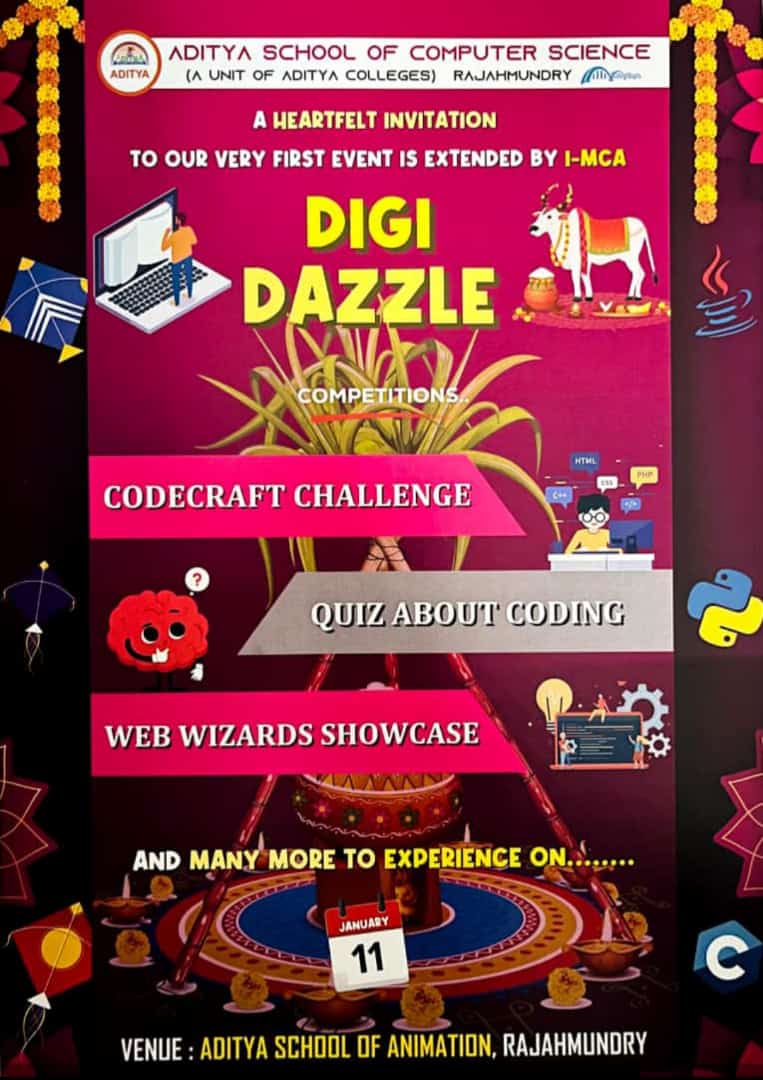 ADITYA
ADITYA SCHOOL OF COMPUTER SCIENCE
(A UNIT OF ADITYA COLLEGES) RAJAHMUNDRY
A HEARTFELT INVITATION
TO OUR VERY FIRST EVENT IS EXTENDED BY I-MCA
DIGI
DAZZLE
COMPETITIONS..
CODECRAFT CHALLENGE
HTML
CSS
PHP
C++
</>
?
QUIZ ABOUT CODING
WEB WIZARDS SHOWCASE
AND MANY MORE TO EXPERIENCE ON........
JANUARY
11
C
VENUE : ADITYA SCHOOL OF ANIMATION, RAJAHMUNDRY